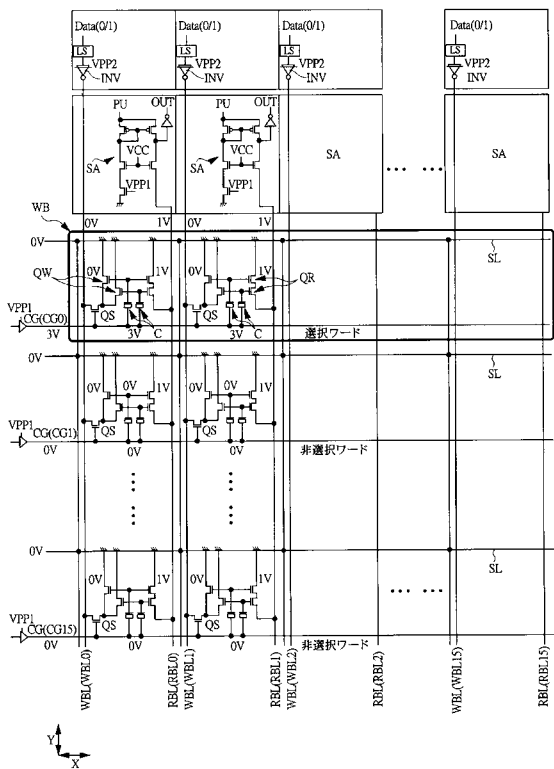 Data(0/1) Data(0/1) Data(0/1) Data(0/1)
LS LS LS LS
VPP2 VPP2 VPP2 VPP2
INV INV INV INV
PU OUT PU OUT
VCC VCC
SA SA SA SA
VPP1 VPP1
WB 0V 1V 0V 1V
0V SL
QW 0V 1V 0V 1V QR
VPP1 CG(CG0) QS QS
3V 3V C 3V C 選択ワード
0V SL
0V 0V 1V 0V 0V 1V
CG(CG1) QS QS
VPP1 0V 0V 0V 非選択ワード
0V SL
0V 1V 0V 1V
VPP1 CG(CG15) QS QS
0V 0V 0V 非選択ワード
WBL(WBL0) RBL(RBL0) WBL(WBL1) RBL(RBL1) WBL(WBL2) RBL(RBL2) WBL(WBL15) RBL(RBL15)
Y
X